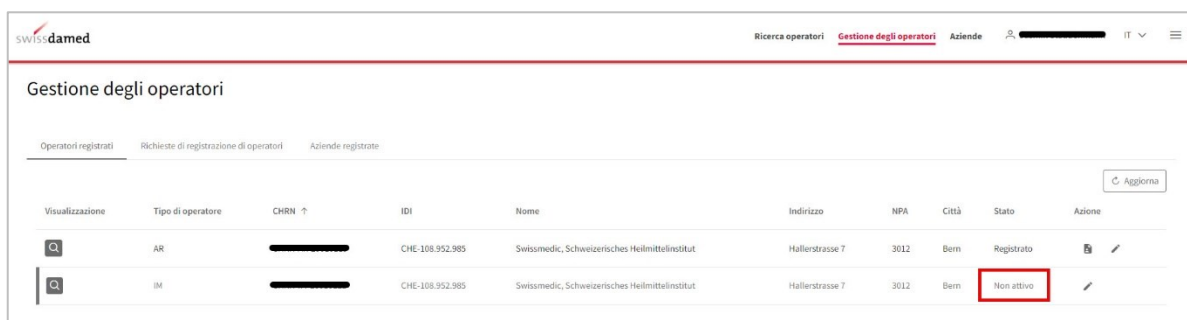 swissdamed
Ricerca operatori Gestione degli operatori Aziende IT
Gestione degli operatori
Operatori registrati Richieste di registrazione di operatori Aziende registrate
Aggiorna
Visualizzazione Tipo di operatore CHRN ↑ IDI Nome Indirizzo NPA Città Stato Azione
AR CHE-108.952.985 Swissmedic, Schweizerisches Heilmittelinstitut Hallerstrasse 7 3012 Bern Registrato
IM CHE-108.952.985 Swissmedic, Schweizerisches Heilmittelinstitut Hallerstrasse 7 3012 Bern Non attivo